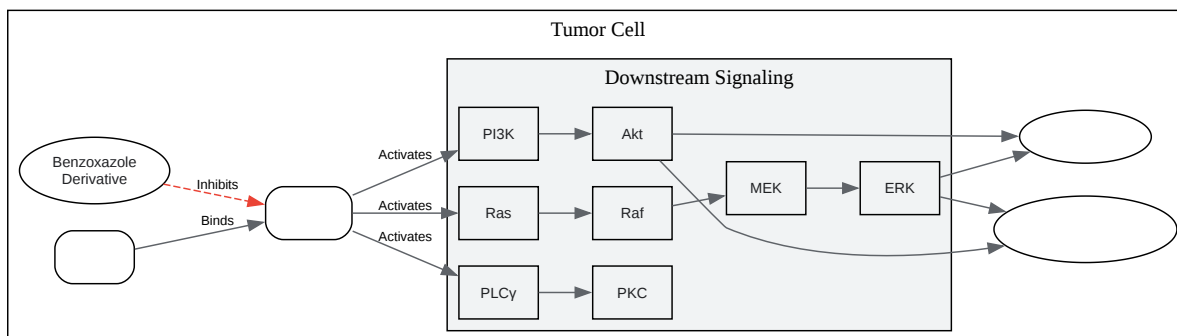 Tumor Cell
Downstream Signaling
Benzoxazole
Derivative
Inhibits
Binds
Activates
Activates
Activates
PI3K
Akt
Ras
Raf
MEK
ERK
PLCγ
PKC